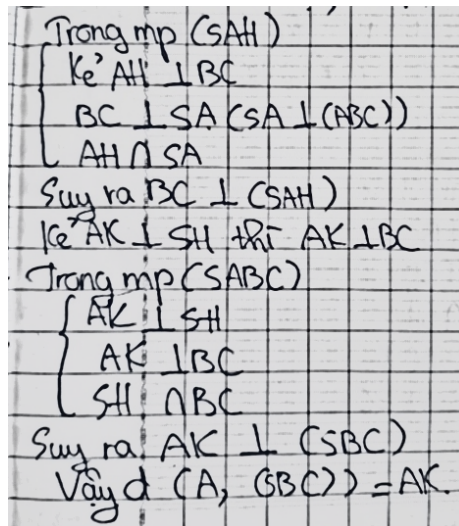 Trong mp (SAH)
Kẻ AH ⊥ BC
BC ⊥ SA (SA ⊥ (ABC))
AH ∩ SA
Suy ra BC ⊥ (SAH)
Kẻ AK ⊥ SH thì AK ⊥ BC
Trong mp (SABC)
AK ⊥ SH
AK ⊥ BC
SH ∩ BC
Suy ra AK ⊥ (SBC)
Vậy d (A, (SBC)) = AK.